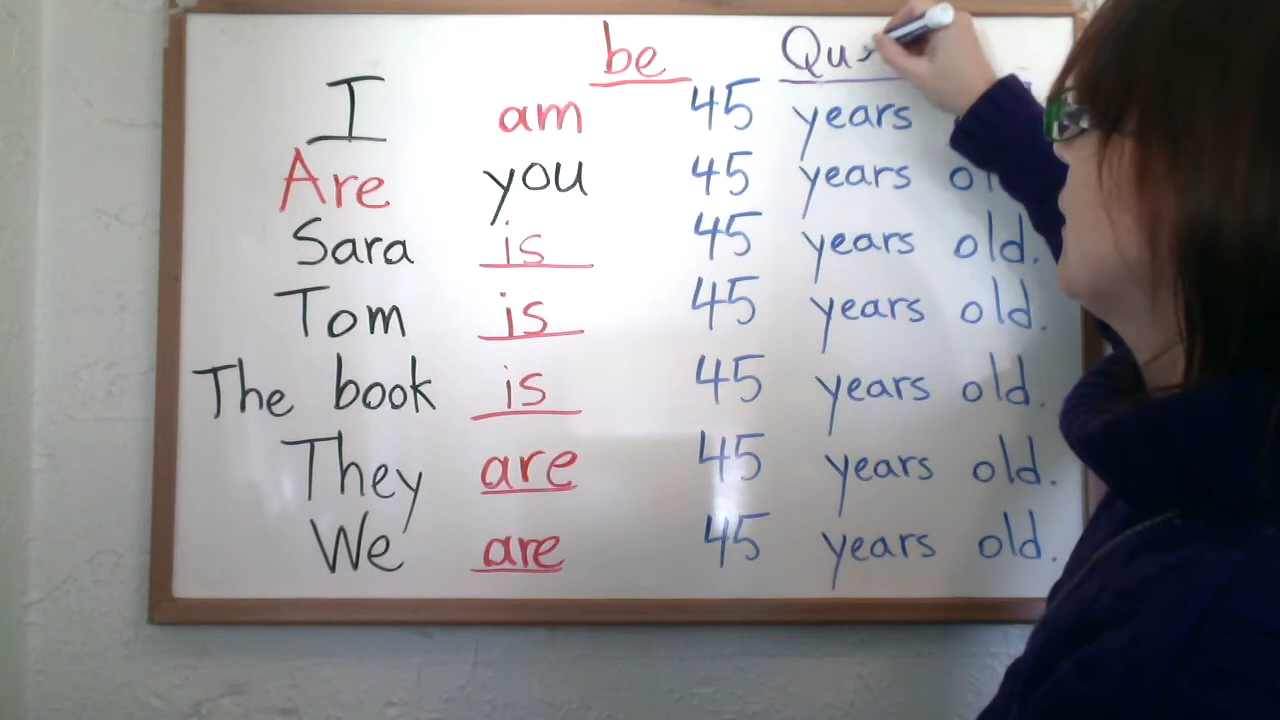 be Qu
I am 45 years
Are you 45 years
Sara is 45 years old.
Tom is 45 years old.
The book is 45 years old.
They are 45 years old.
We are 45 years old.